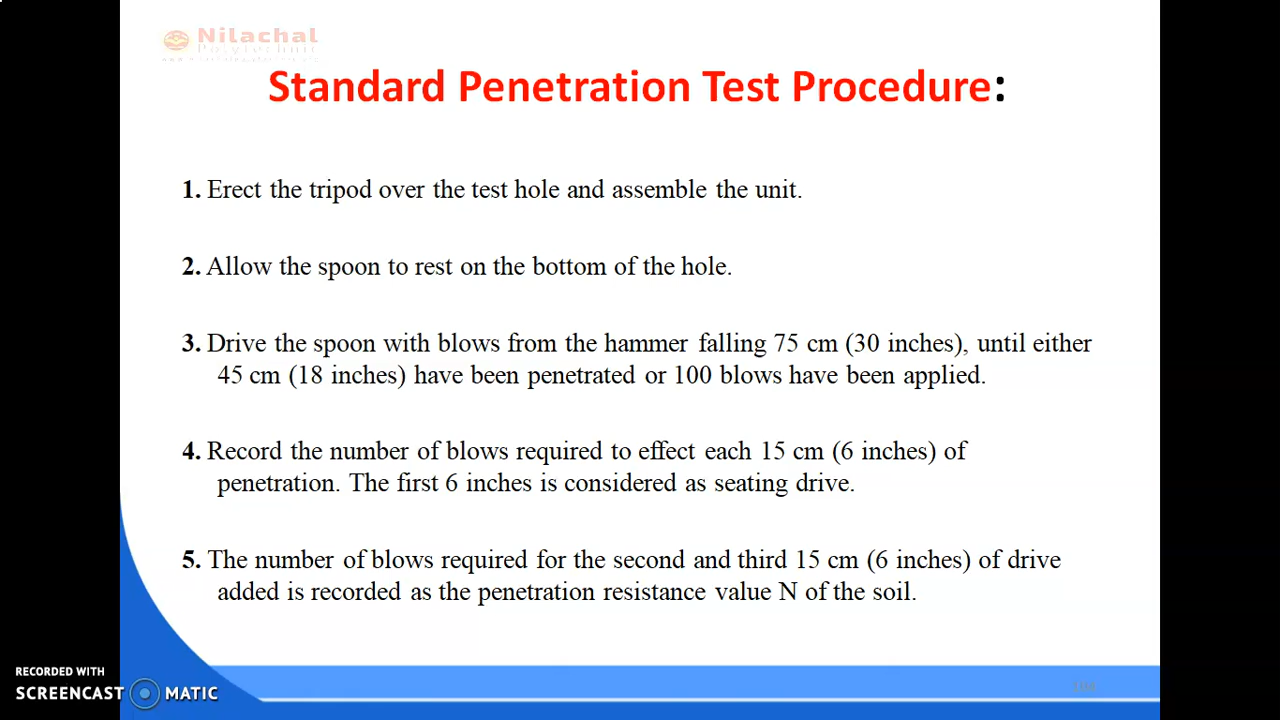 Nilachal
Polytechnic
Standard Penetration Test Procedure:
1. Erect the tripod over the test hole and assemble the unit.
2. Allow the spoon to rest on the bottom of the hole.
3. Drive the spoon with blows from the hammer falling 75 cm (30 inches), until either
45 cm (18 inches) have been penetrated or 100 blows have been applied.
4. Record the number of blows required to effect each 15 cm (6 inches) of
penetration. The first 6 inches is considered as seating drive.
5. The number of blows required for the second and third 15 cm (6 inches) of drive
added is recorded as the penetration resistance value N of the soil.
RECORDED WITH
SCREENCAST MATIC